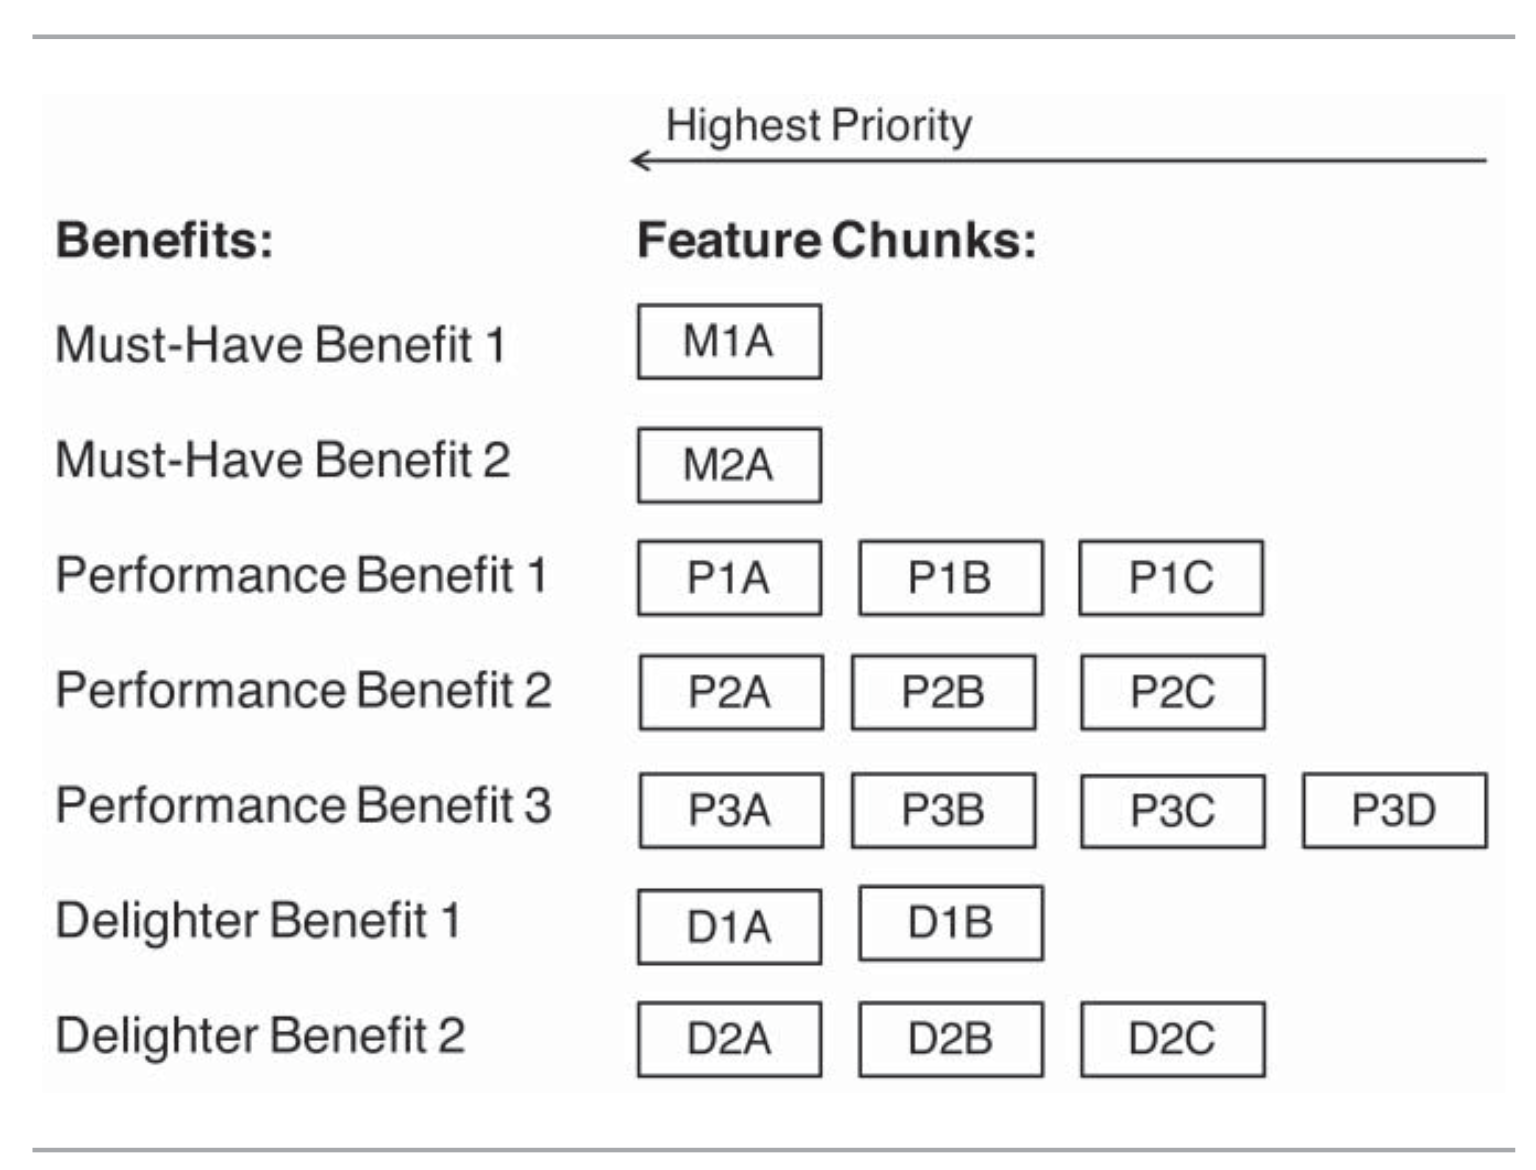 Highest Priority
Benefits: Feature Chunks:
Must-Have Benefit 1 M1A
Must-Have Benefit 2 M2A
Performance Benefit 1 P1A P1B P1C
Performance Benefit 2 P2A P2B P2C
Performance Benefit 3 P3A P3B P3C P3D
Delighter Benefit 1 D1A D1B
Delighter Benefit 2 D2A D2B D2C